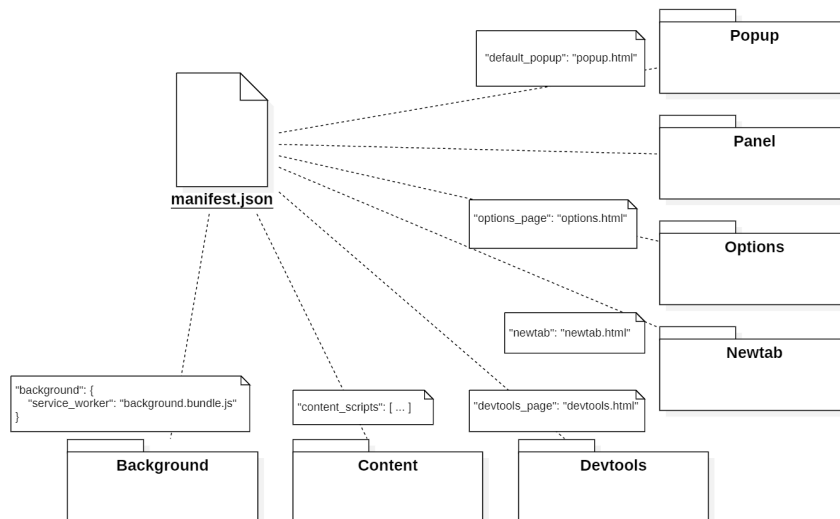 Popup
"default_popup": "popup.html"
Panel
manifest.json
"options_page": "options.html"
Options
"newtab": "newtab.html"
Newtab
"background": {
"service_worker": "background.bundle.js"
}
"content_scripts": [ ... ]
"devtools_page": "devtools.html"
Background
Content
Devtools